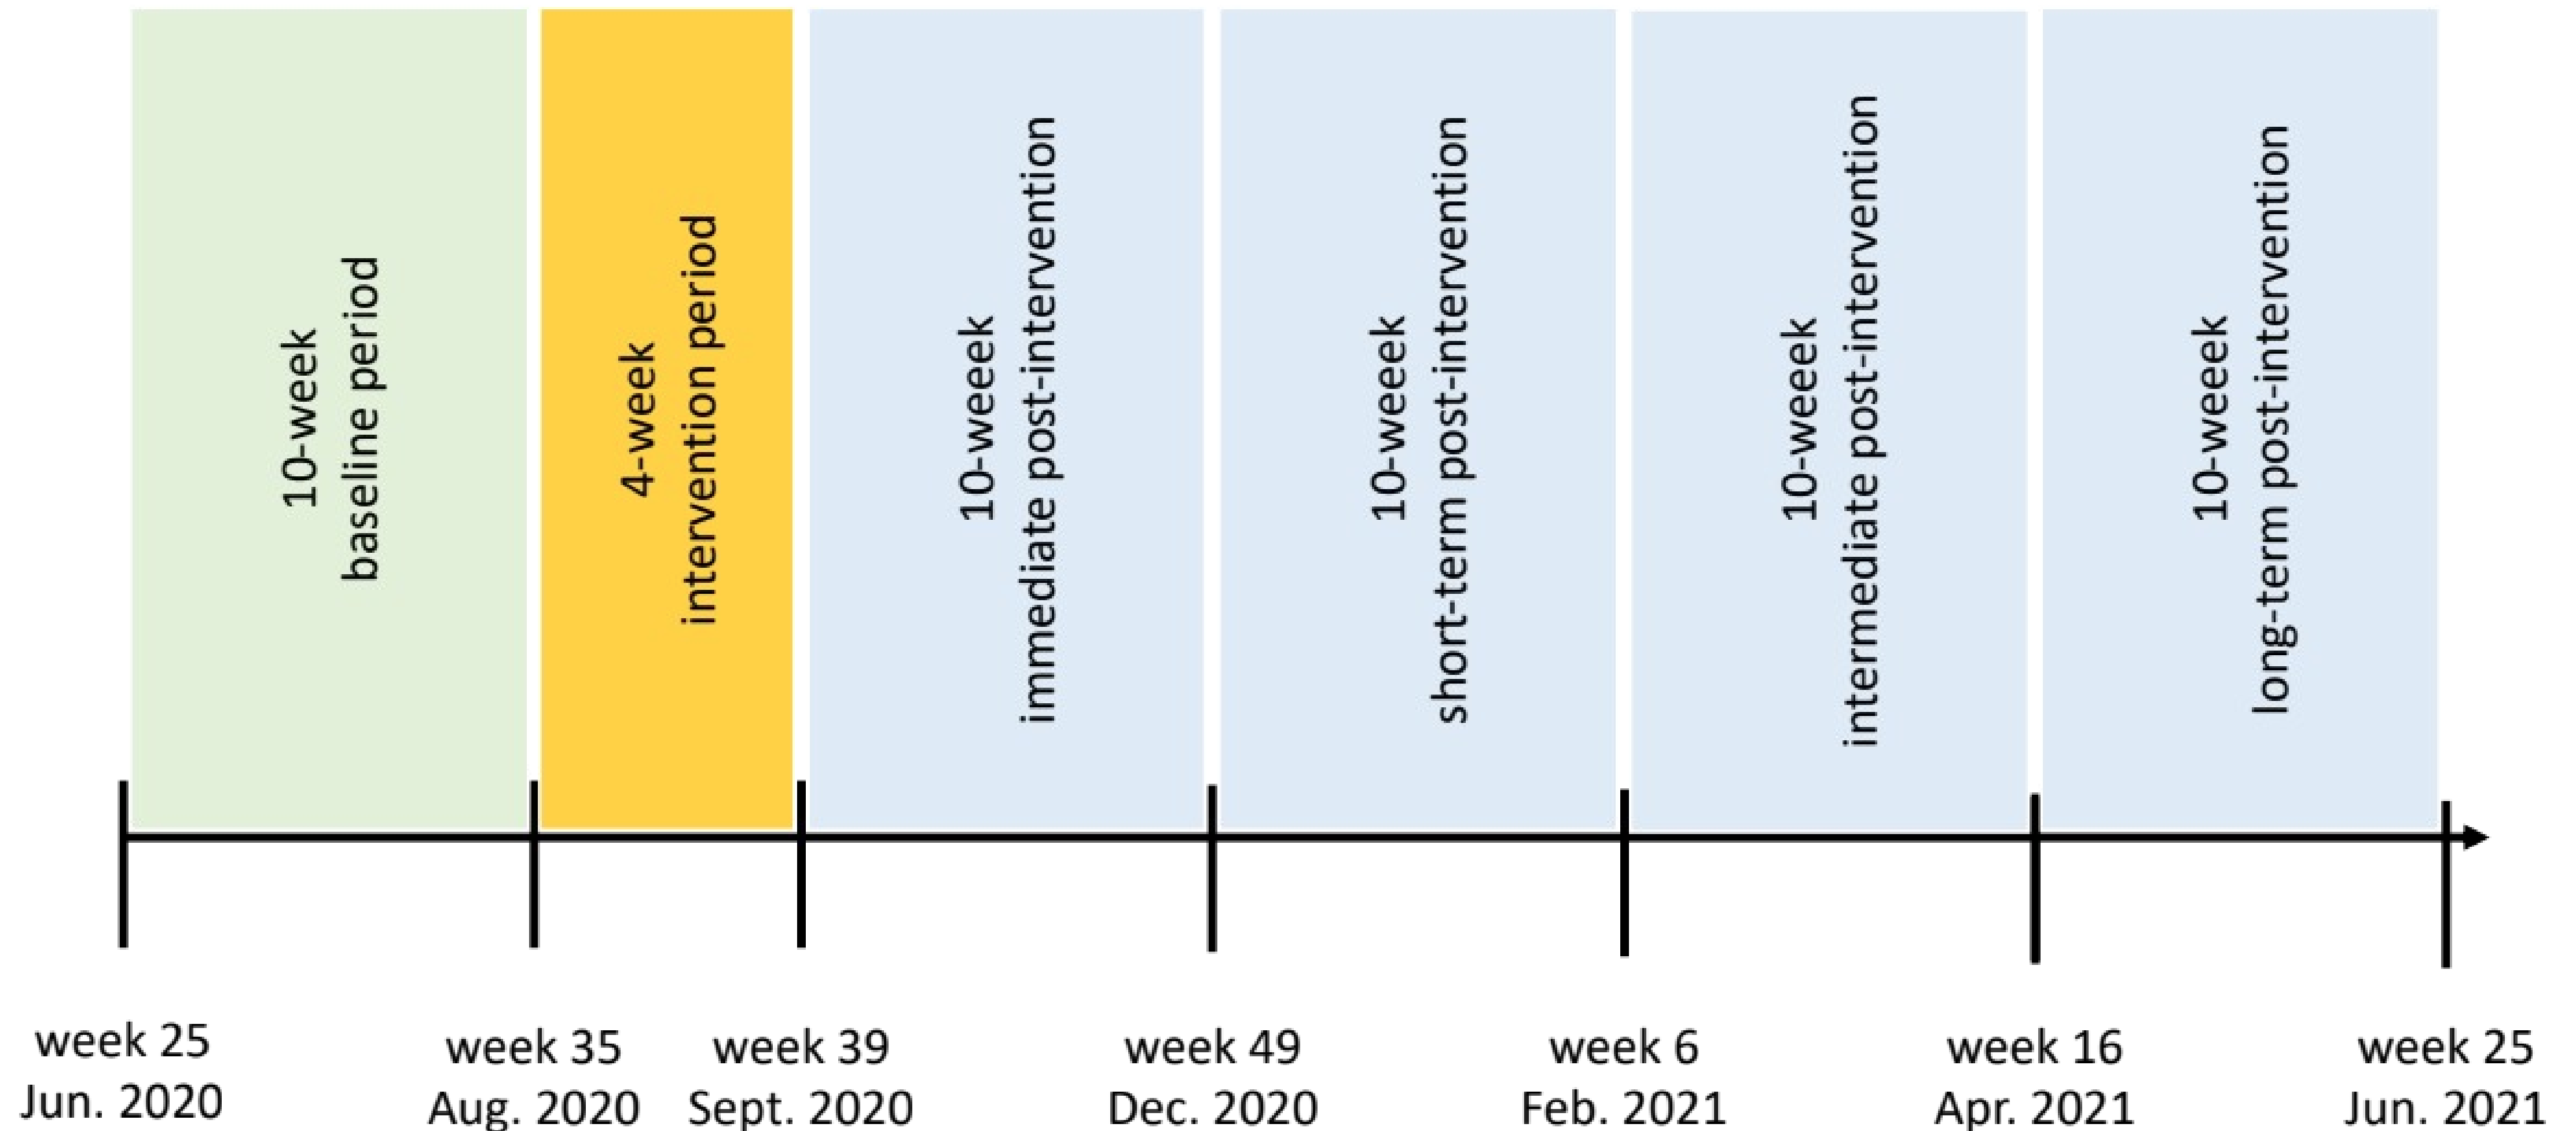 10-week
baseline period
4-week
intervention period
10-week
immediate post-intervention
10-week
short-term post-intervention
10-week
intermediate post-intervention
10-week
long-term post-intervention
week 25
Jun. 2020
week 35
Aug. 2020
week 39
Sept. 2020
week 49
Dec. 2020
week 6
Feb. 2021
week 16
Apr. 2021
week 25
Jun. 2021